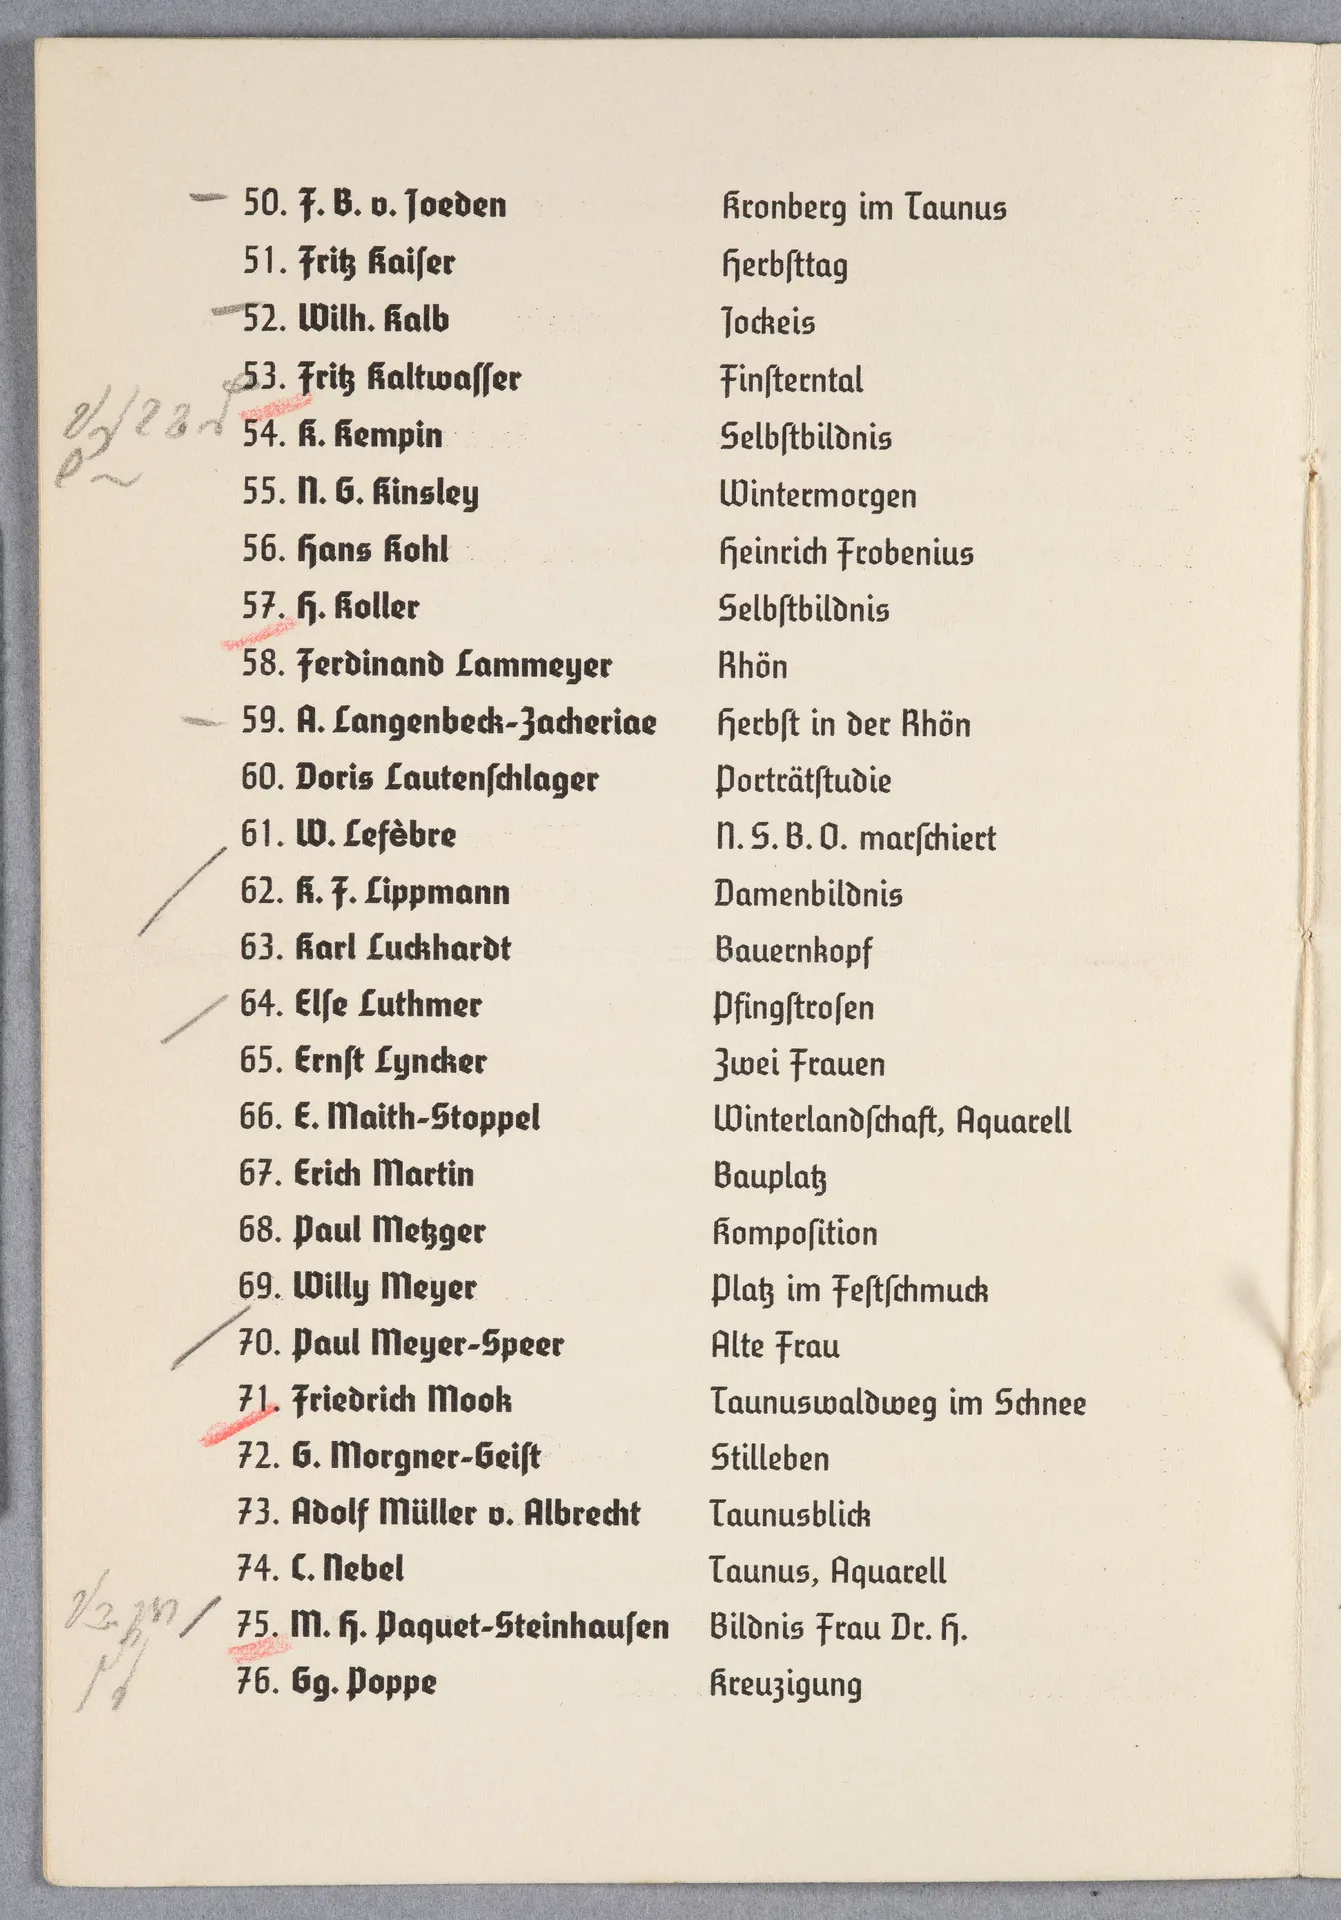 50. F. B. v. Joeden Kronberg im Taunus
51. Fritz Kaiſer Herbſttag
52. Wilh. Kalb Jockeis
53. Fritz Kaltwaſſer Finſterntal
54. K. Kempin Selbſtbildnis
55. N. G. Kinsley Wintermorgen
56. Hans Kohl Heinrich Frobenius
57. H. Koller Selbſtbildnis
58. Ferdinand Lammeyer Rhön
59. A. Langenbeck-Zacheriae Herbſt in der Rhön
60. Doris Lautenſchlager Porträtſtudie
61. W. Lefèbre N. S. B. O. marſchiert
62. K. F. Lippmann Damenbildnis
63. Karl Luckhardt Bauernkopf
64. Elſe Luthmer Pfingſtroſen
65. Ernſt Lyncker Zwei Frauen
66. E. Maith-Stoppel Winterlandſchaft, Aquarell
67. Erich Martin Bauplatz
68. Paul Metzger Kompoſition
69. Willy Meyer Platz im Feſtſchmuck
70. Paul Meyer-Speer Alte Frau
71. Friedrich Mook Taunuswaldweg im Schnee
72. G. Morgner-Geiſt Stilleben
73. Adolf Müller v. Albrecht Taunusblick
74. C. Nebel Taunus, Aquarell
75. M. H. Paquet-Steinhauſen Bildnis Frau Dr. H.
76. Gg. Poppe Kreuzigung